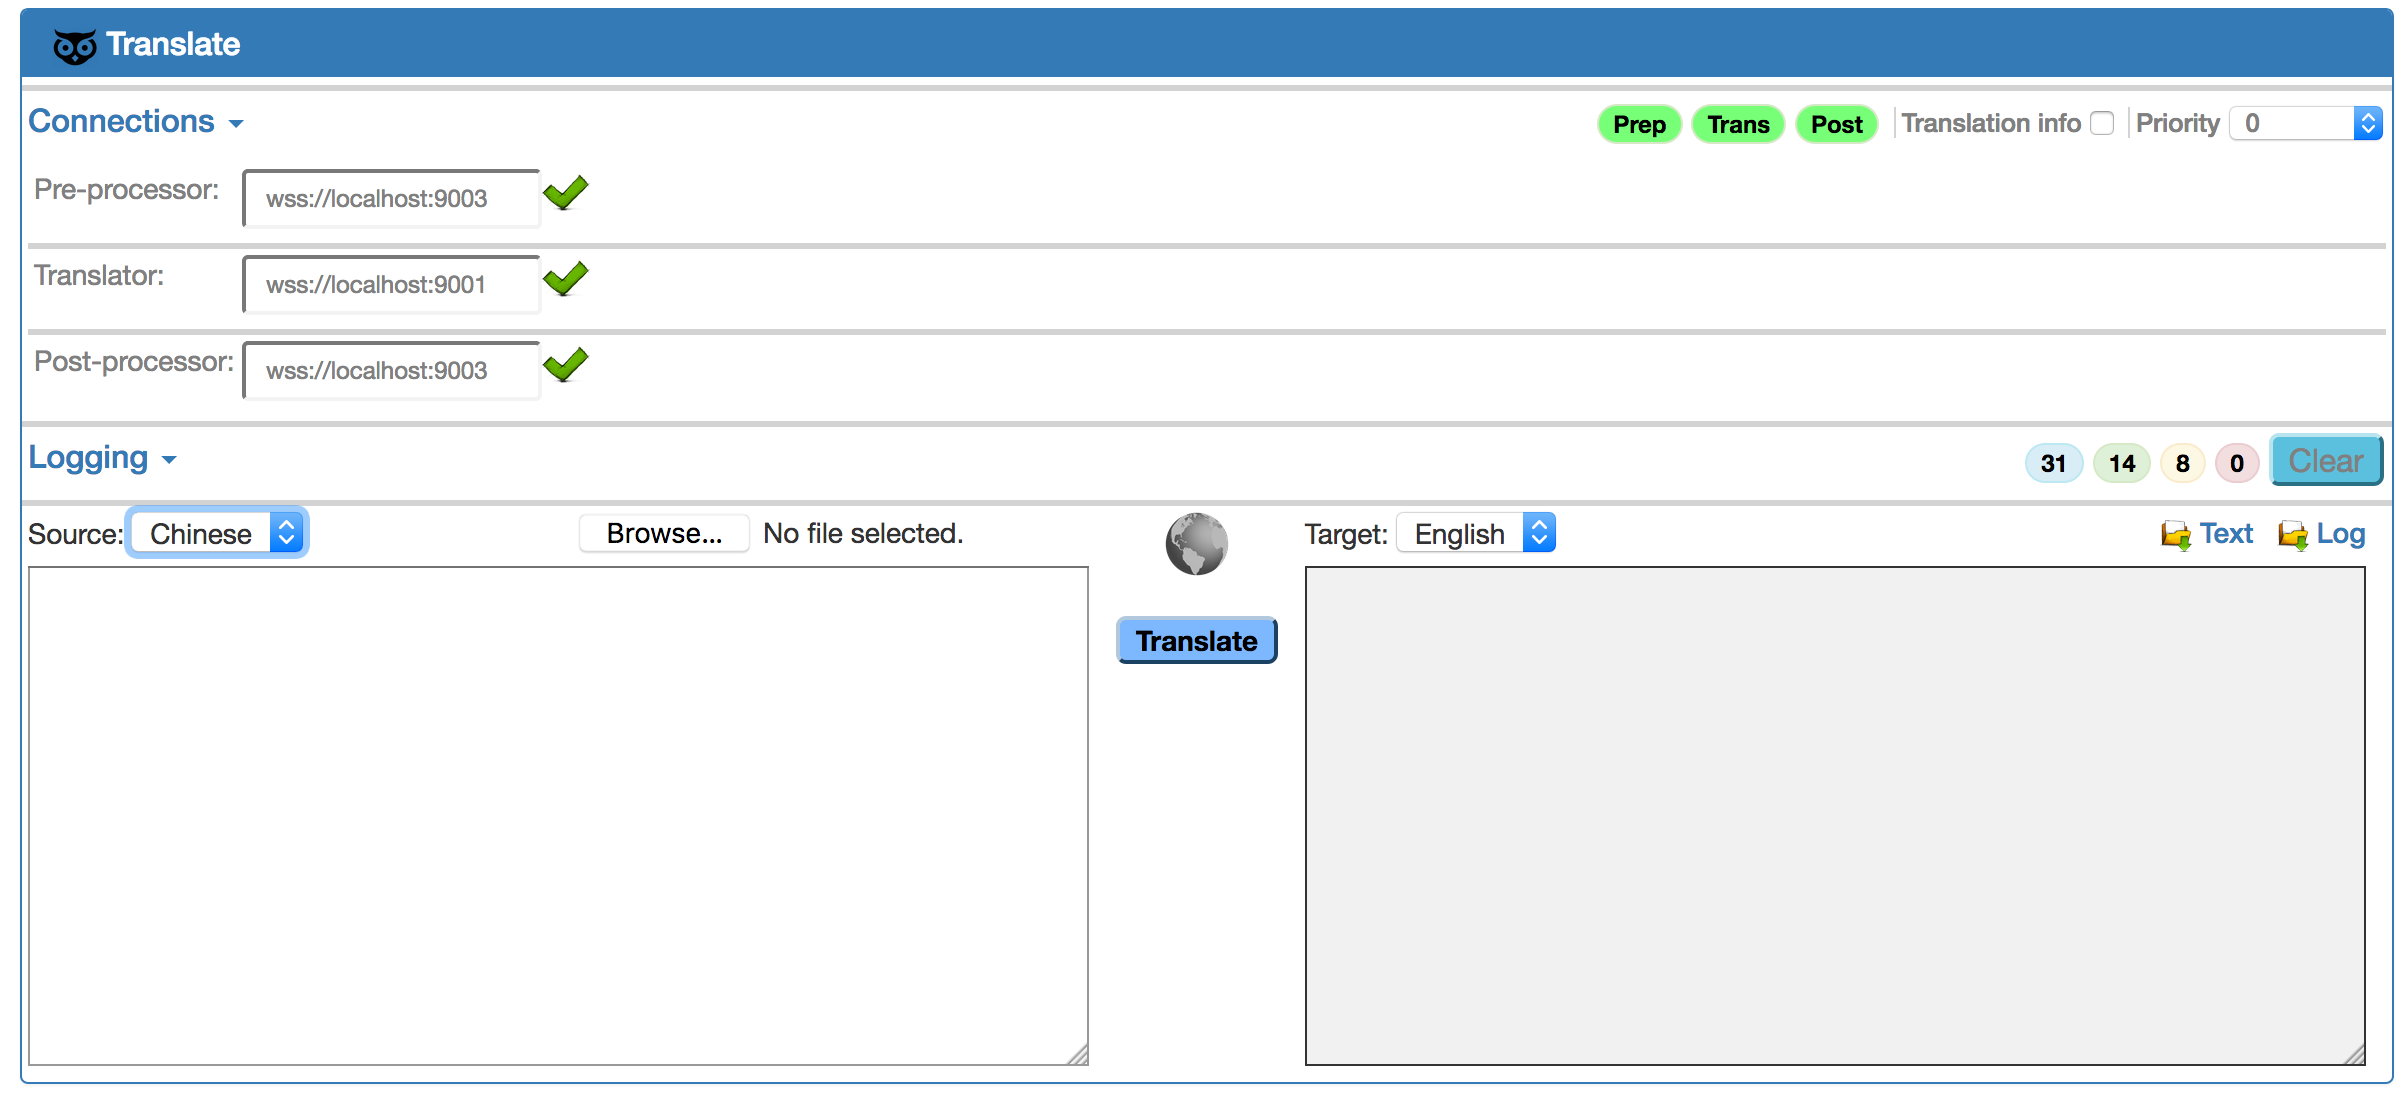 Translate
Connections Prep Trans Post Translation info Priority 0
Pre-processor: wss://localhost:9003
Translator: wss://localhost:9001
Post-processor: wss://localhost:9003
Logging 31 14 8 0 Clear
Source: Chinese Browse... No file selected. Target: English Text Log
Translate